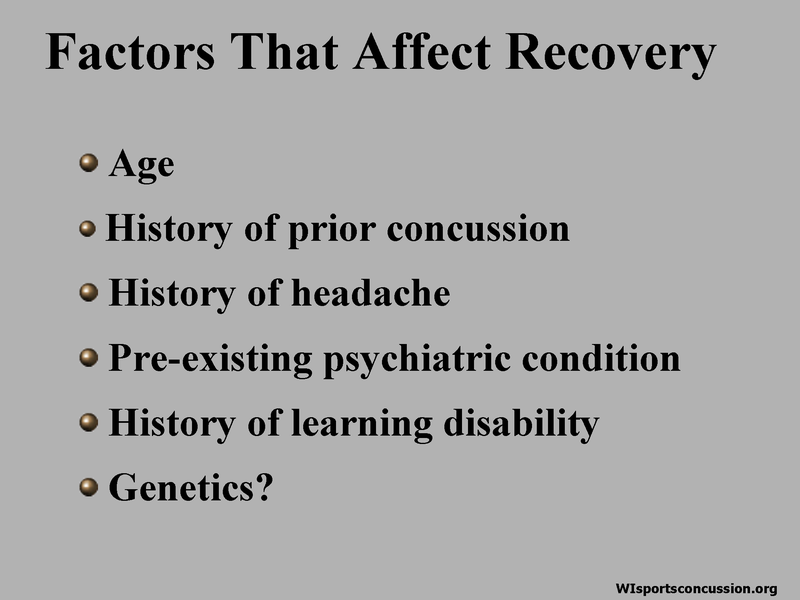 Factors That Affect Recovery
Age
History of prior concussion
History of headache
Pre-existing psychiatric condition
History of learning disability
Genetics?
WIsportsconcussion.org